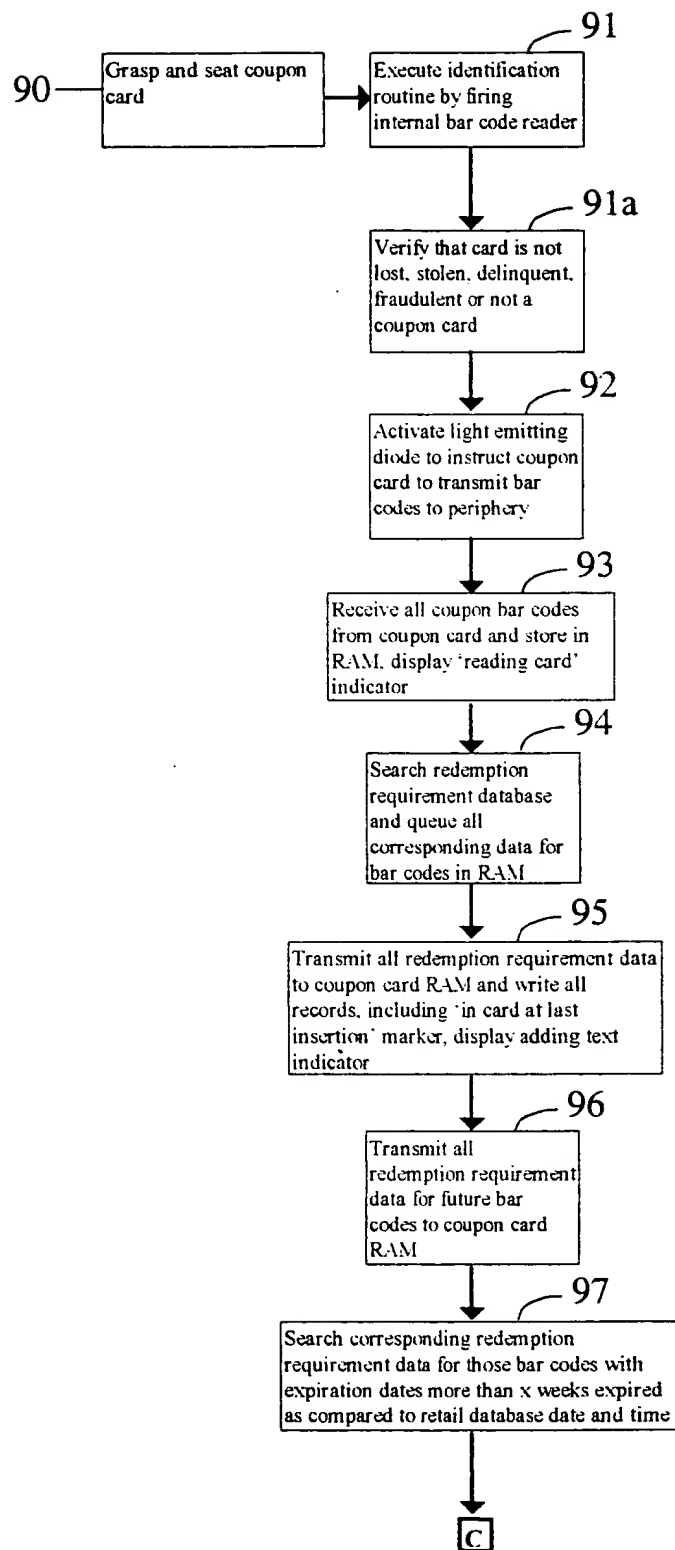 91
90
Grasp and seat coupon
card
Execute identification
routine by firing
internal bar code reader
91a
Verify that card is not
lost, stolen, delinquent,
fraudulent or not a
coupon card
92
Activate light emitting
diode to instruct coupon
card to transmit bar
codes to periphery
93
Receive all coupon bar codes
from coupon card and store in
RAM, display 'reading card'
indicator
94
Search redemption
requirement database
and queue all
corresponding data for
bar codes in RAM
95
Transmit all redemption requirement data
to coupon card RAM and write all
records, including 'in card at last
insertion' marker, display adding text
indicator
96
Transmit all
redemption requirement
data for future bar
codes to coupon card
RAM
97
Search corresponding redemption
requirement data for those bar codes with
expiration dates more than x weeks expired
as compared to retail database date and time
C